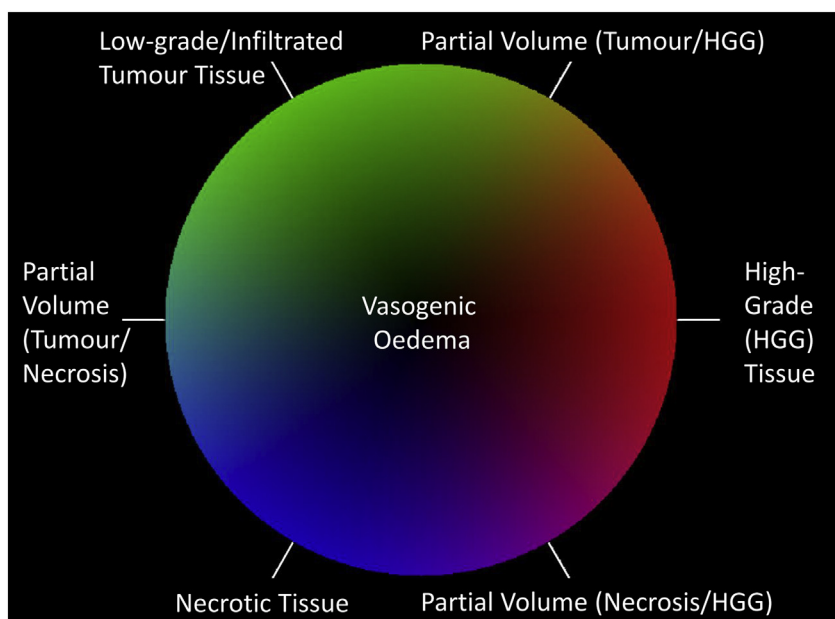 Low-grade/Infiltrated
Tumour Tissue
Partial Volume (Tumour/HGG)
Partial
Volume
(Tumour/
Necrosis)
Vasogenic
Oedema
High-
Grade
(HGG)
Tissue
Necrotic Tissue
Partial Volume (Necrosis/HGG)